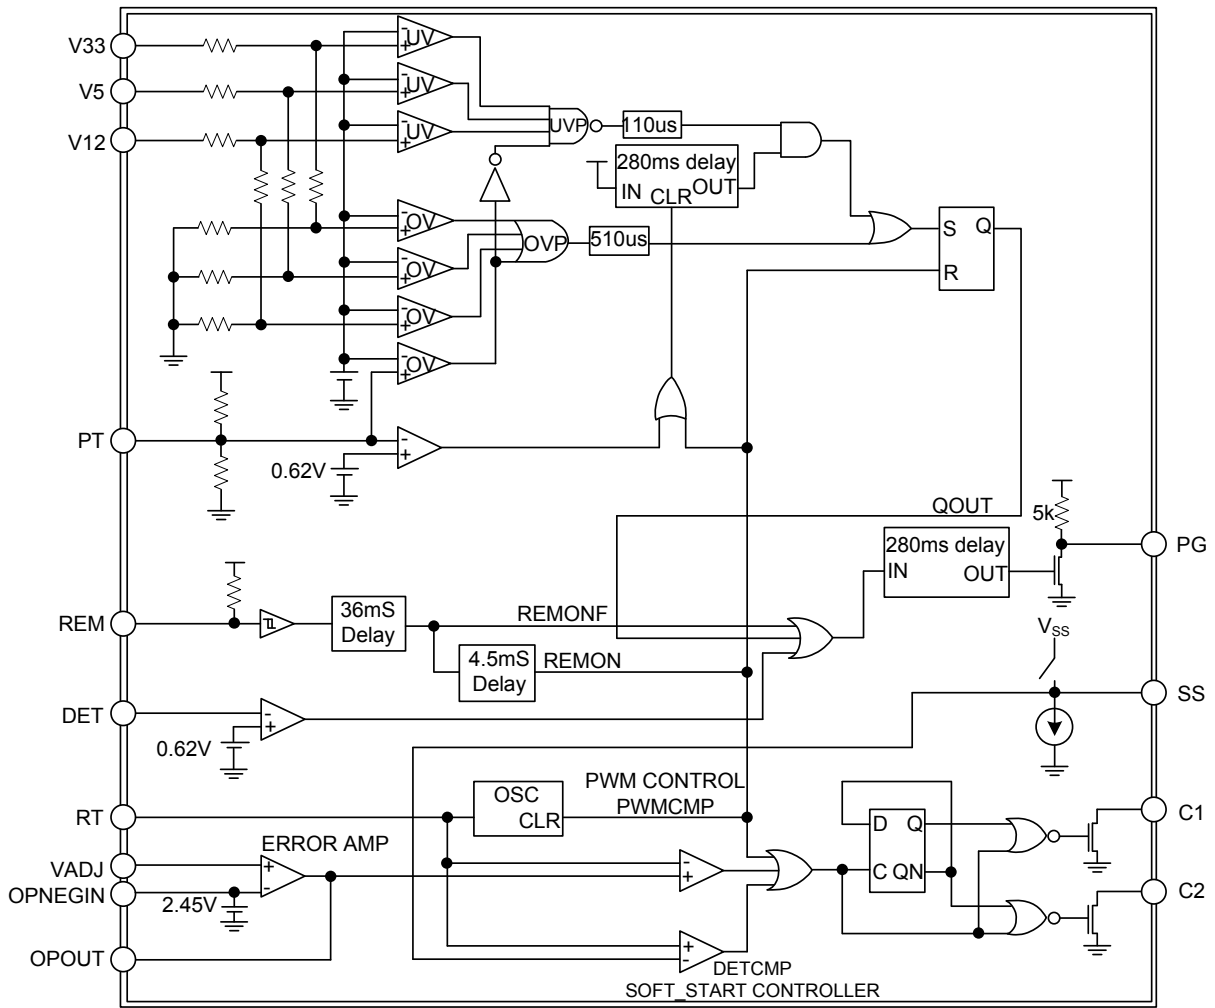 V33
V5
V12
UV
UV
UV
UVP
110us
280ms delay
IN
CLR
OUT
OV
OV
OV
OV
OVP
510us
S
Q
R
PT
0.62V
QOUT
5k
280ms delay
IN
OUT
PG
REM
36mS
Delay
REMONF
4.5mS
Delay
REMON
VSS
SS
DET
0.62V
RT
OSC
CLR
PWM CONTROL
PWMCMP
D
Q
C
QN
C1
VADJ
ERROR AMP
OPNEGIN
2.45V
C2
OPOUT
DETCMP
SOFT_START CONTROLLER